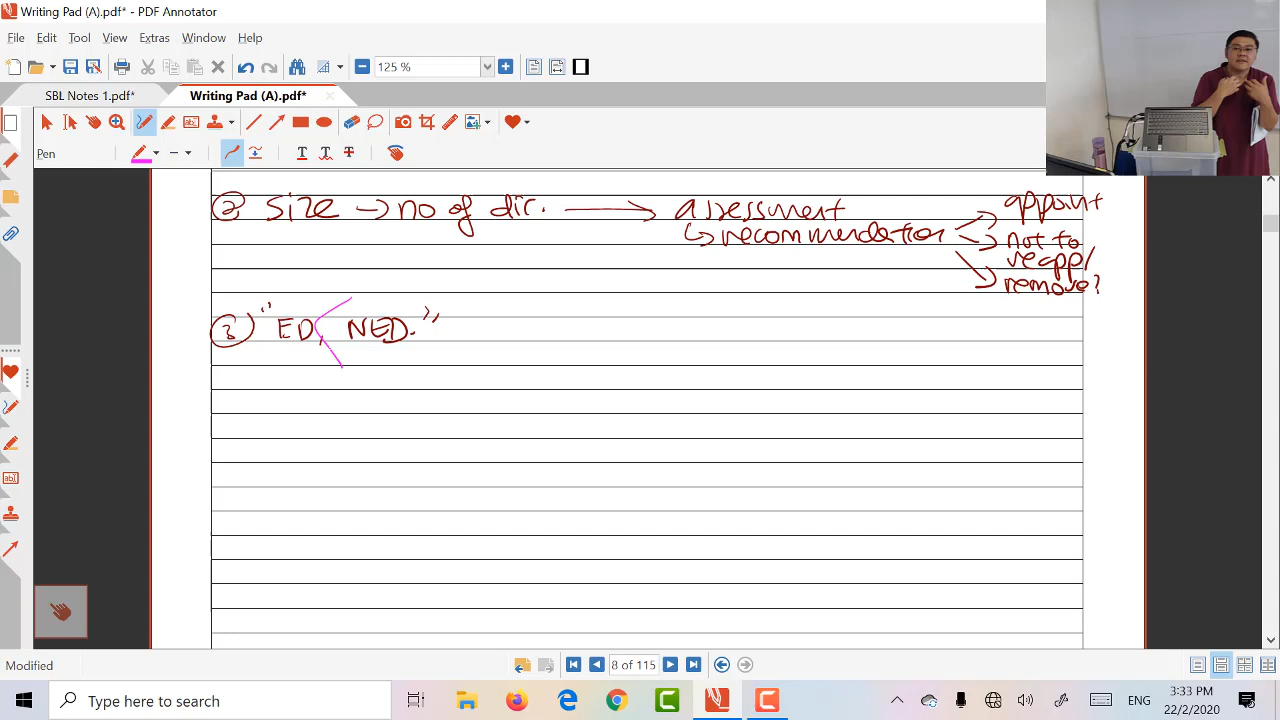 Writing Pad (A).pdf* - PDF Annotator
File Edit Tool View Extras Window Help
125 %
SBL Notes 1.pdf* Writing Pad (A).pdf*
Pen
② size → no of dir. → assessment
↳ recommendation
appoint
not to
reapp/
remove?
③ "ED, < NED."
8 of 115
Modified
Type here to search
ENG
3:33 PM
22/2/2020